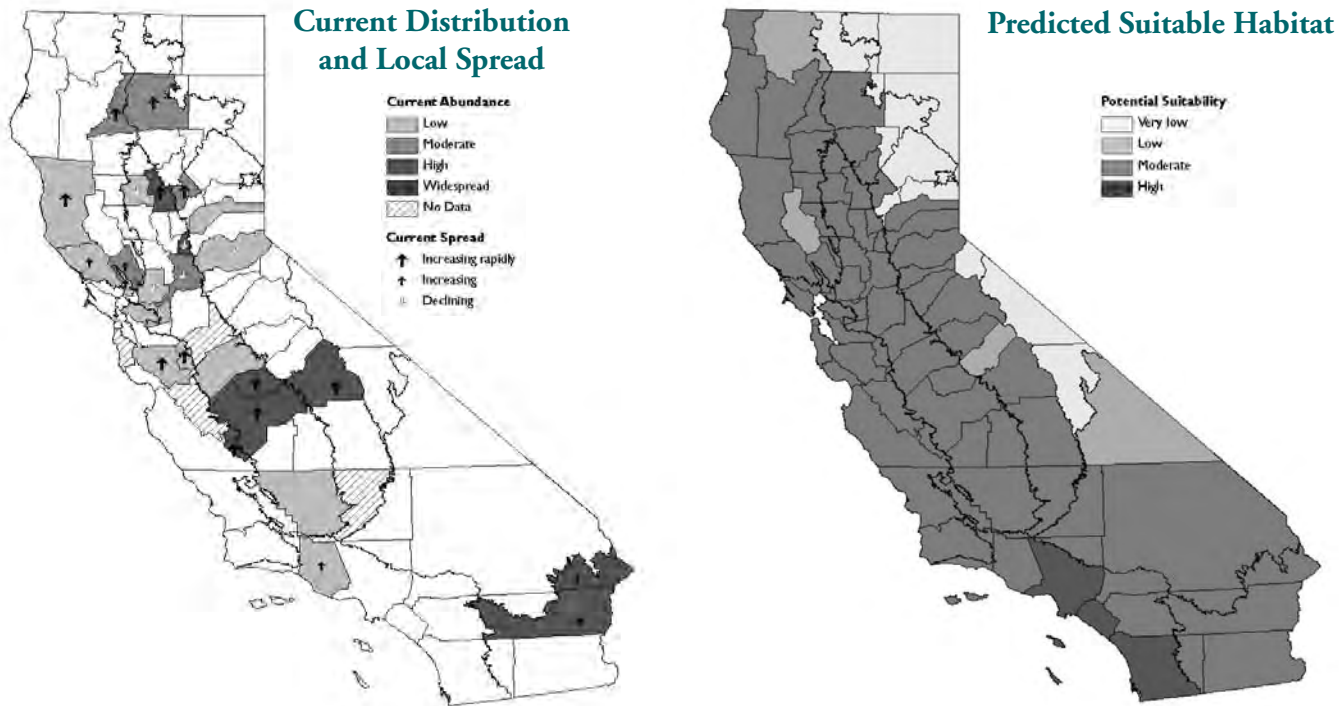 Current Distribution
and Local Spread
Current Abundance
Low
Moderate
High
Widespread
No Data
Current Spread
Increasing rapidly
Increasing
Declining
Predicted Suitable Habitat
Potential Suitability
Very low
Low
Moderate
High